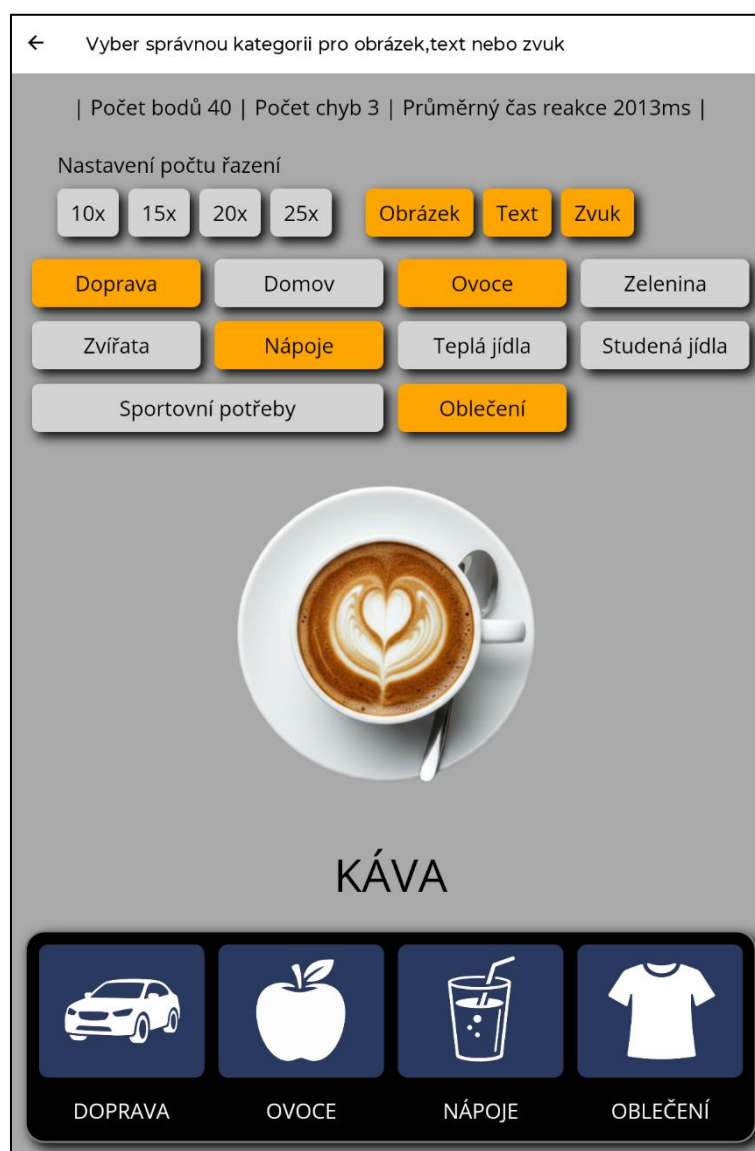 ← Vyber správnou kategorii pro obrázek,text nebo zvuk
| Počet bodů 40 | Počet chyb 3 | Průměrný čas reakce 2013ms |
Nastavení počtu řazení
10x 15x 20x 25x Obrázek Text Zvuk
Doprava Domov Ovoce Zelenina
Zvířata Nápoje Teplá jídla Studená jídla
Sportovní potřeby Oblečení
KÁVA
DOPRAVA OVOCE NÁPOJE OBLEČENÍ